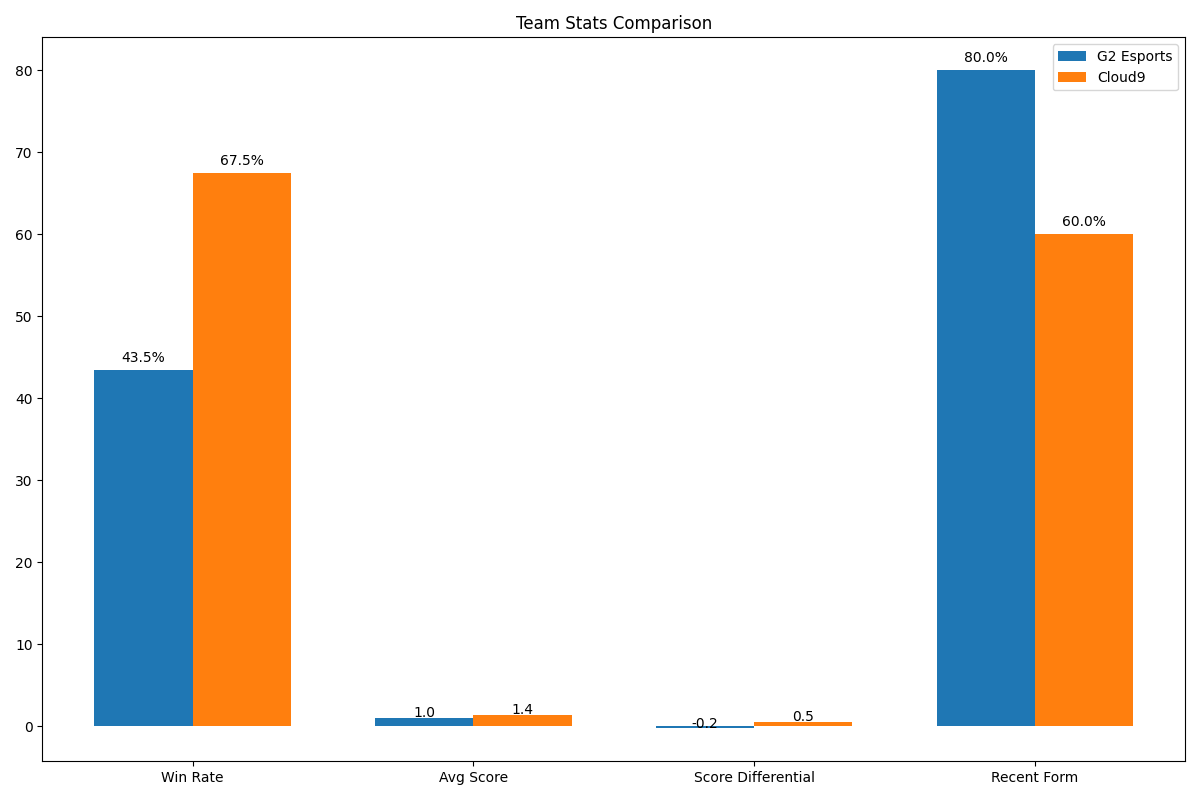 Team Stats Comparison
G2 Esports
Cloud9
80
70
60
50
40
30
20
10
0
43.5%
67.5%
1.0
1.4
-0.2
0.5
80.0%
60.0%
Win Rate
Avg Score
Score Differential
Recent Form